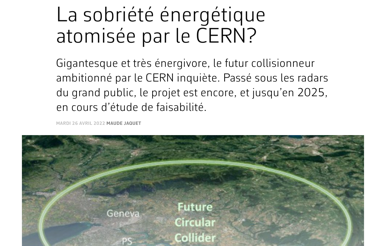 La sobriété énergétique
atomisée par le CERN?
Gigantesque et très énergivore, le futur collisionneur
ambitionné par le CERN inquiète. Passé sous les radars
du grand public, le projet est encore, et jusqu’en 2025,
en cours d’étude de faisabilité.
MARDI 26 AVRIL 2022 MAUDE JAQUET
Future
Circular
Collider
Geneva
PS